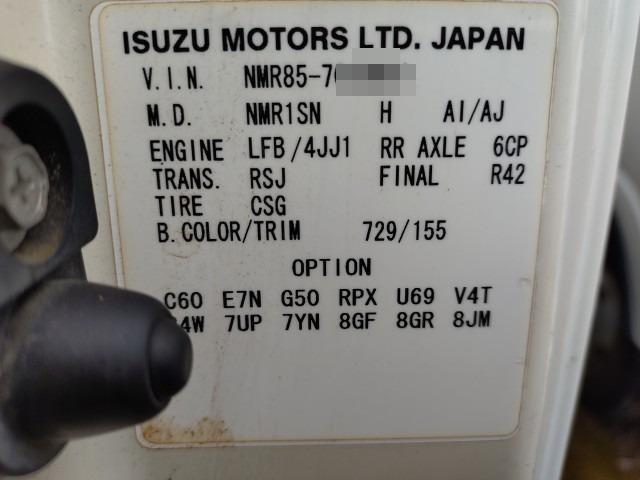 ISUZU MOTORS LTD. JAPAN
V.I.N. NMR85-7
M.D. NMR1SN H AI/AJ
ENGINE LFB/4JJ1 RR AXLE 6CP
TRANS. RSJ FINAL R42
TIRE CSG
B.COLOR/TRIM 729/155
OPTION
C60 E7N G50 RPX U69 V4T
7UP 7YN 8GF 8GR 8JM